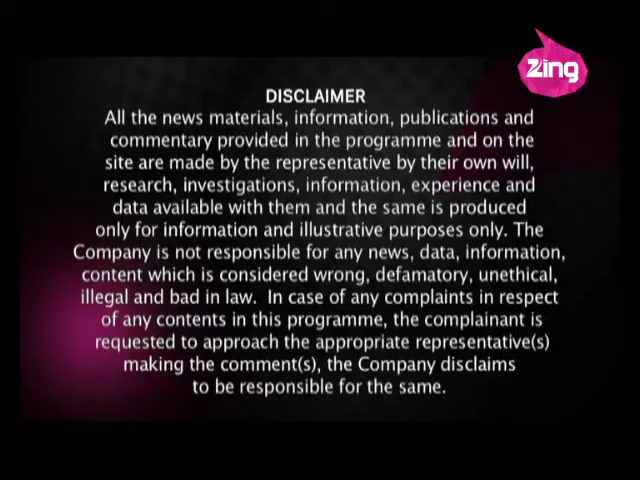 Zing
DISCLAIMER
All the news materials, information, publications and
commentary provided in the programme and on the
site are made by the representative by their own will,
research, investigations, information, experience and
data available with them and the same is produced
only for information and illustrative purposes only. The
Company is not responsible for any news, data, information,
content which is considered wrong, defamatory, unethical,
illegal and bad in law. In case of any complaints in respect
of any contents in this programme, the complainant is
requested to approach the appropriate representative(s)
making the comment(s), the Company disclaims
to be responsible for the same.